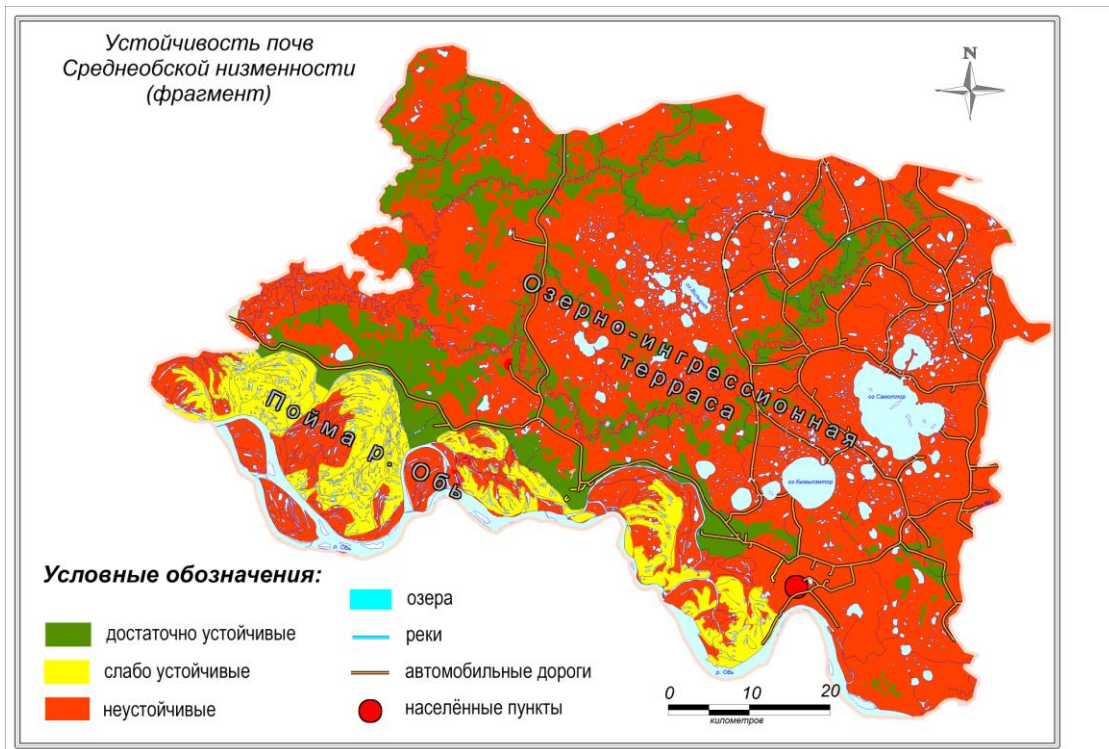 Устойчивость почв
Среднеобской низменности
(фрагмент)
N
Озерно-ингрессионная
терраса
оз Самотлор
Пойма р. Обь
р. Обь
Условные обозначения:
достаточно устойчивые
слабо устойчивые
неустойчивые
озера
реки
автомобильные дороги
населённые пункты
р. Обь
0 10 20
километров